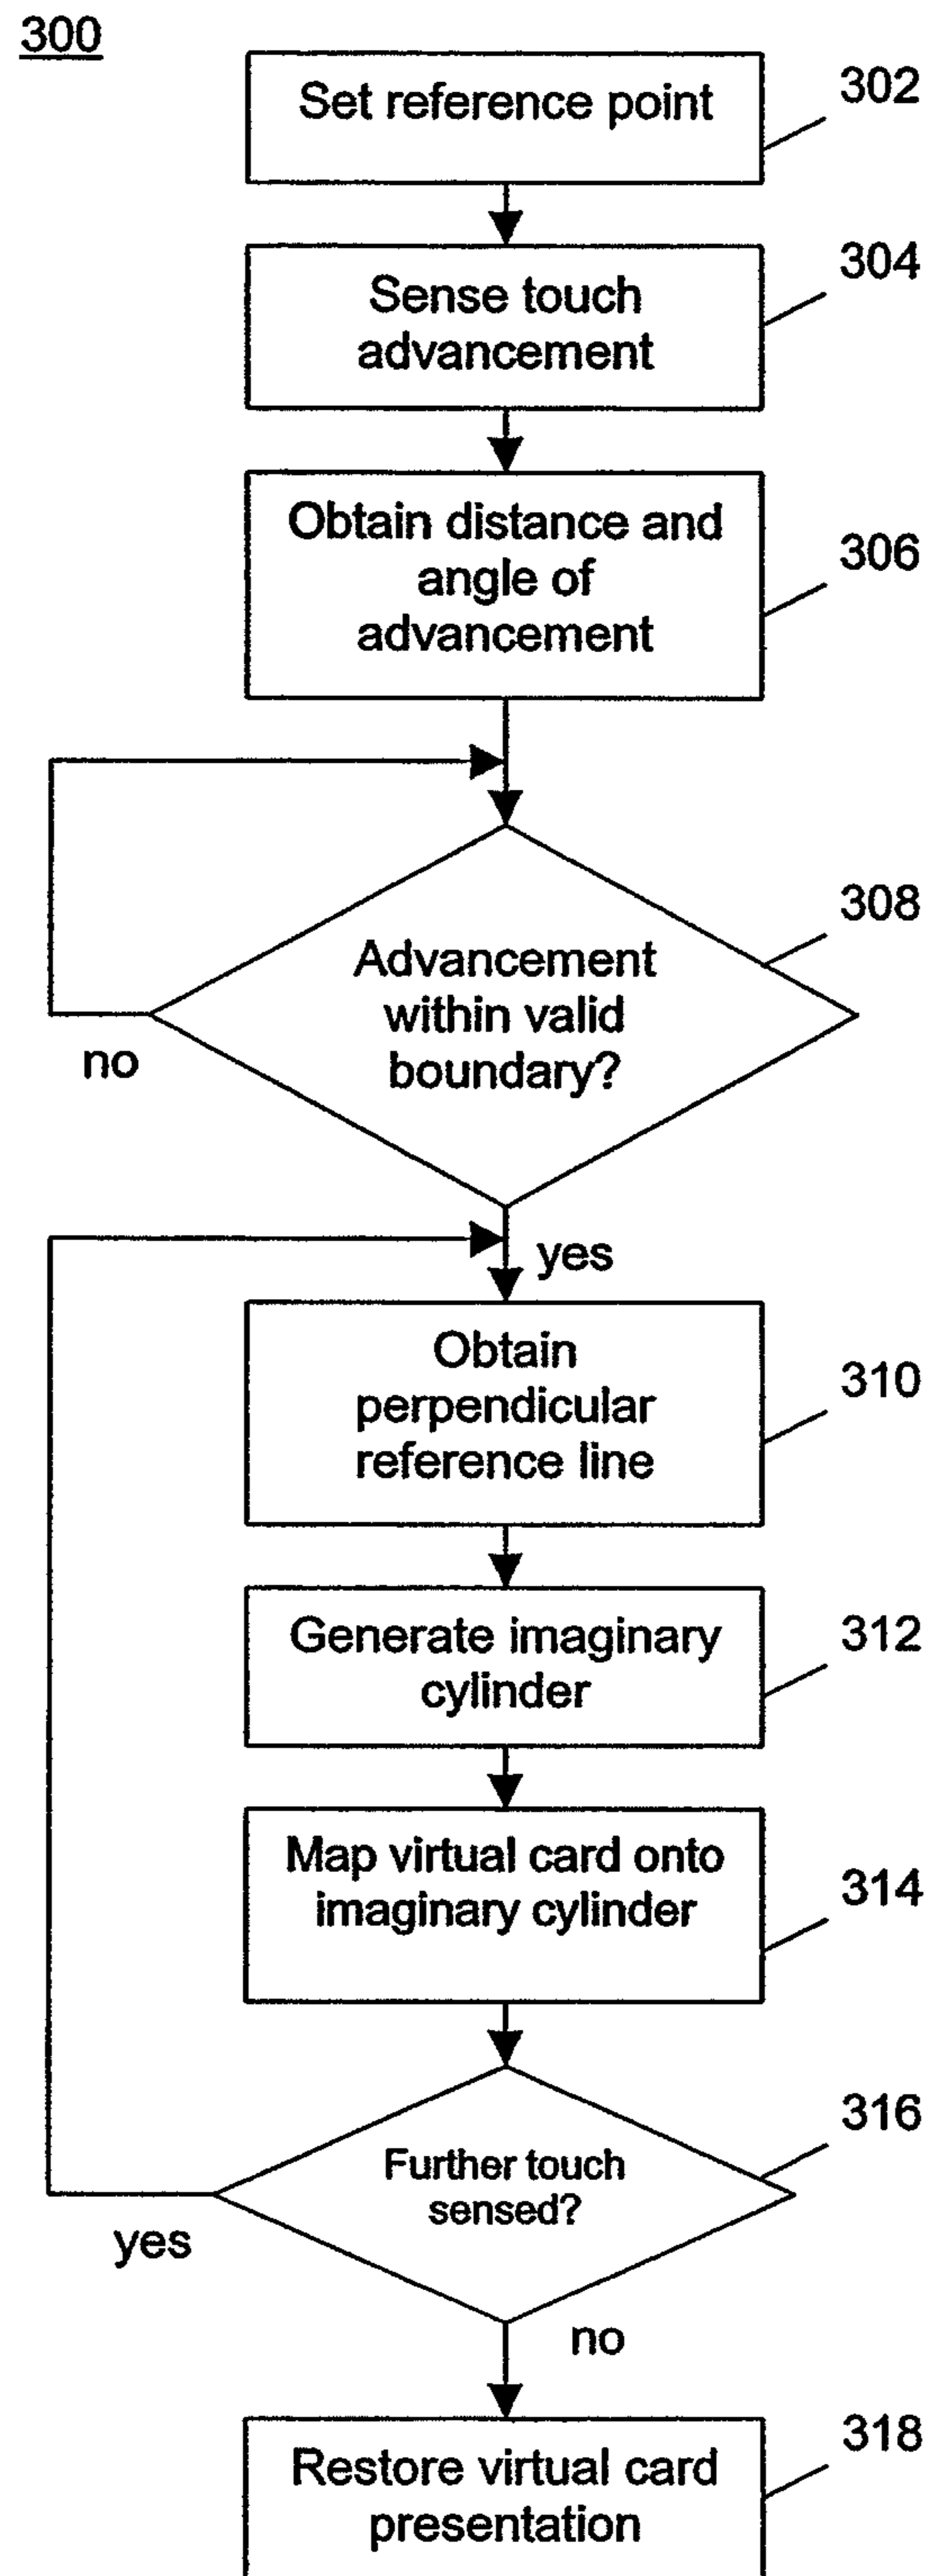 300
Set reference point
302
Sense touch
advancement
304
Obtain distance and
angle of
advancement
306
Advancement
within valid
boundary?
308
no
yes
Obtain
perpendicular
reference line
310
Generate imaginary
cylinder
312
Map virtual card onto
imaginary cylinder
314
Further touch
sensed?
316
yes
no
Restore virtual card
presentation
318